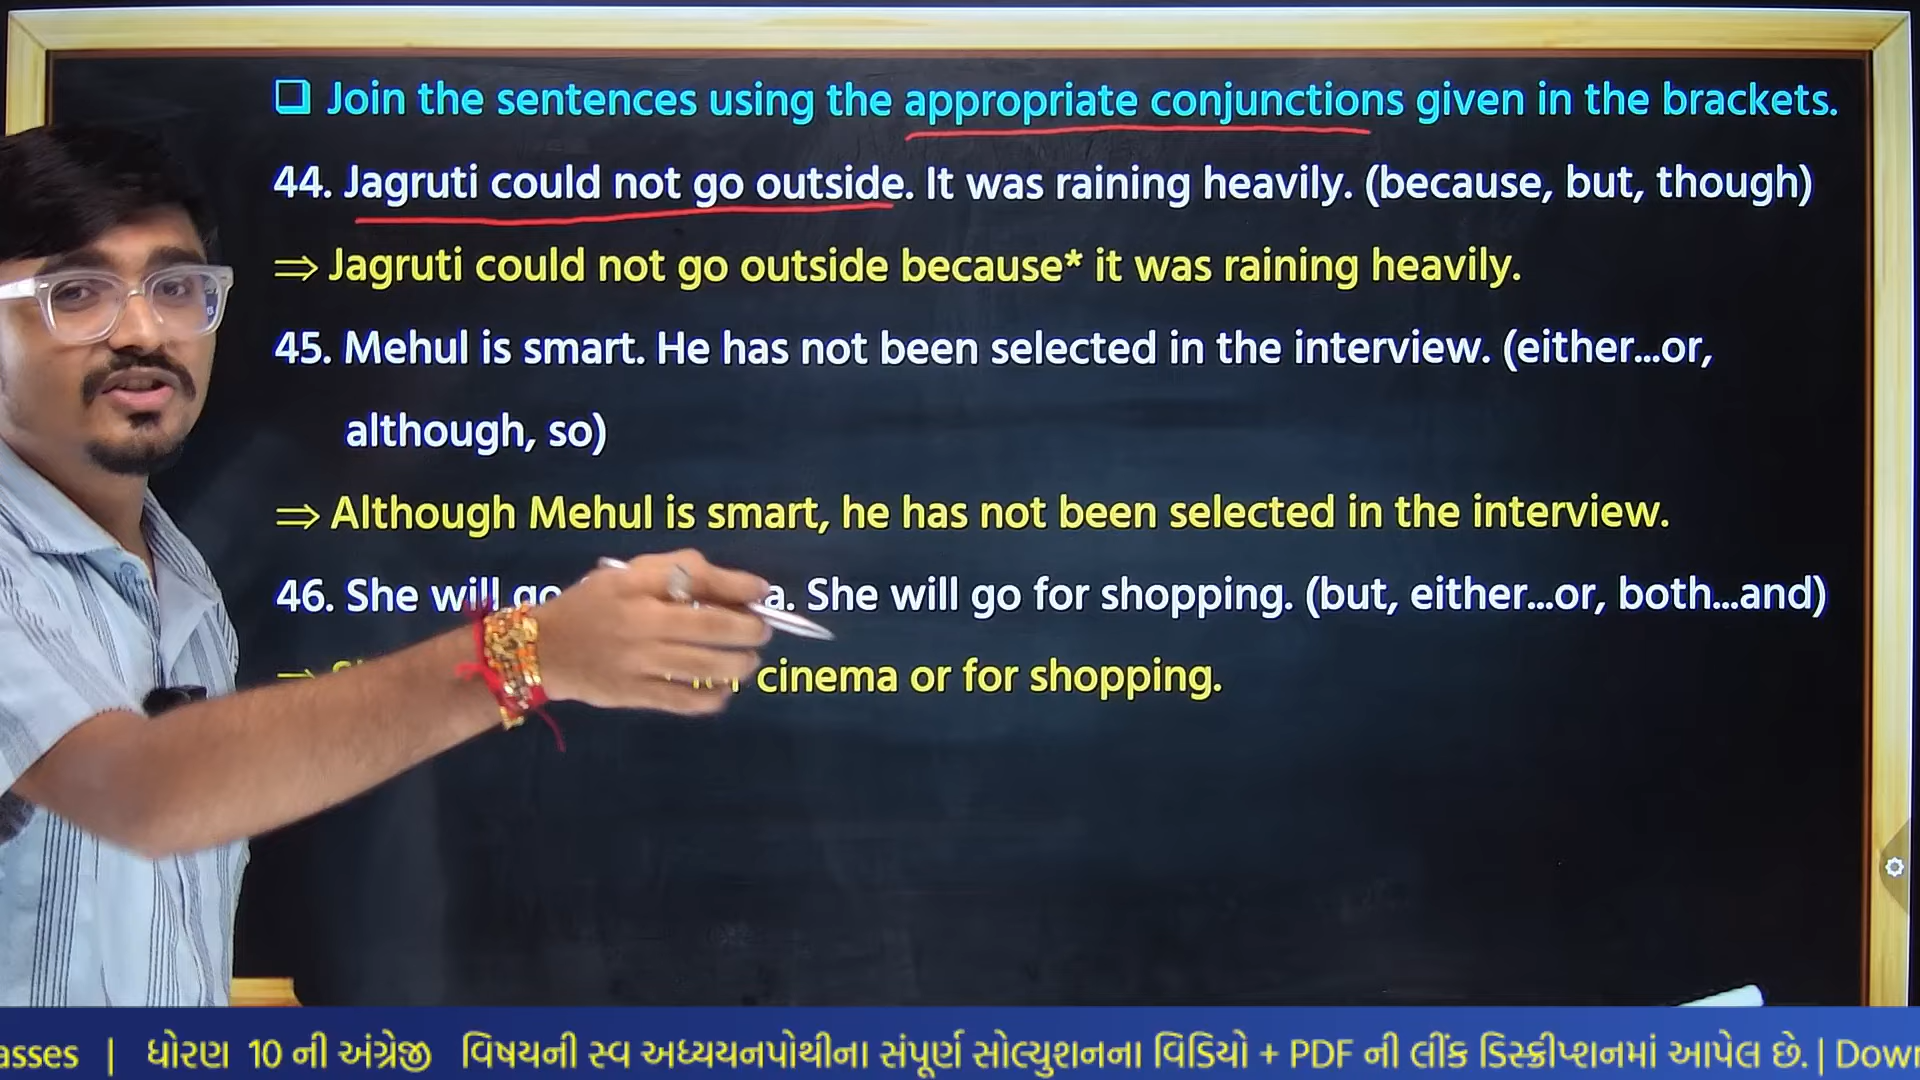 ❑ Join the sentences using the appropriate conjunctions given in the brackets.
44. Jagruti could not go outside. It was raining heavily. (because, but, though)
⇒ Jagruti could not go outside because* it was raining heavily.
45. Mehul is smart. He has not been selected in the interview. (either...or,
although, so)
⇒ Although Mehul is smart, he has not been selected in the interview.
46. She will go She will go for shopping. (but, either...or, both...and)
cinema or for shopping.
asses | ધોરણ 10 ની અંગ્રેજી વિષયની સ્વ અધ્યયનપોથીના સંપૂર્ણ સોલ્યુશનના વિડિયો + PDF ની લીંક ડિસ્ક્રીપ્શનમાં આપેલ છે. | Down